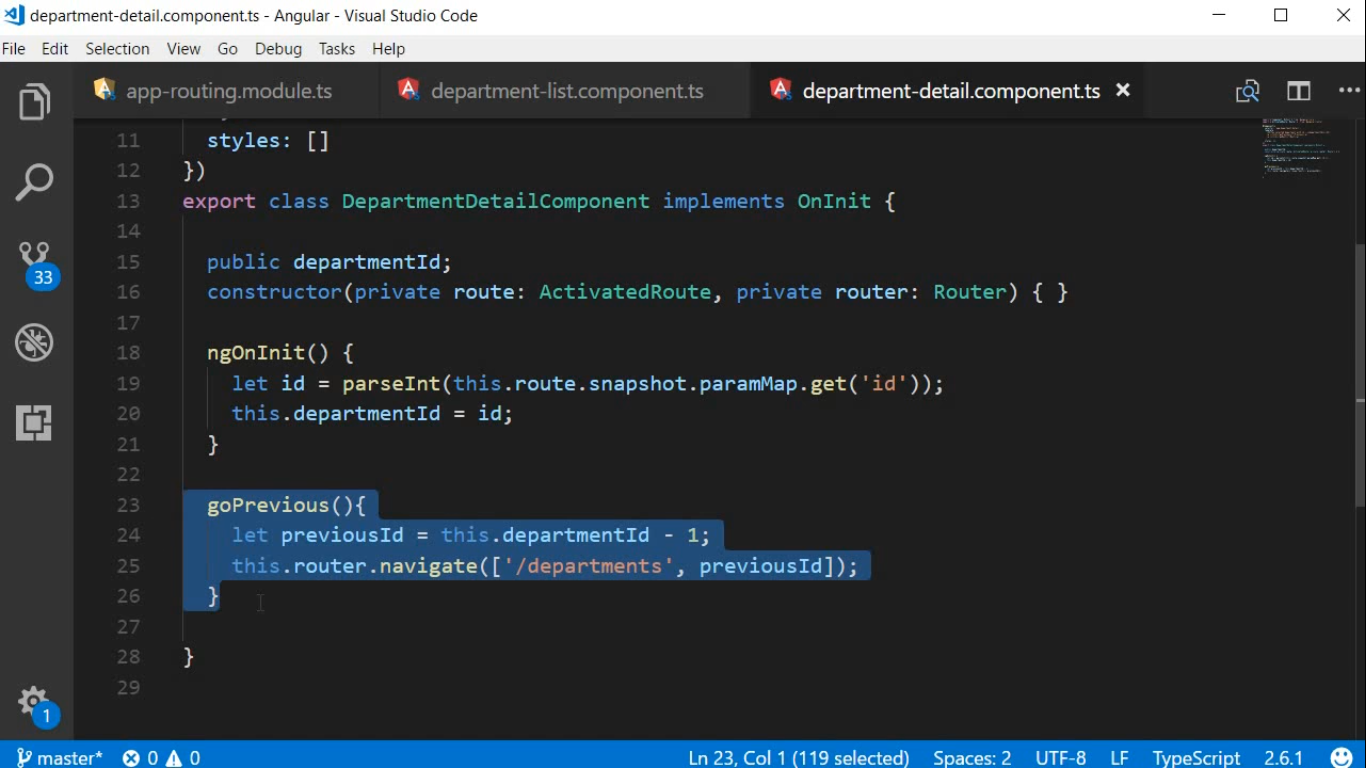 department-detail.component.ts - Angular - Visual Studio Code
File Edit Selection View Go Debug Tasks Help
app-routing.module.ts department-list.component.ts department-detail.component.ts
11 styles: []
12 })
13 export class DepartmentDetailComponent implements OnInit {
14
15 public departmentId;
16 constructor(private route: ActivatedRoute, private router: Router) { }
17
18 ngOnInit() {
19 let id = parseInt(this.route.snapshot.paramMap.get('id'));
20 this.departmentId = id;
21 }
22
23 goPrevious(){
24 let previousId = this.departmentId - 1;
25 this.router.navigate(['/departments', previousId]);
26 }
27
28 }
29
33
1
master* 0 0 Ln 23, Col 1 (119 selected) Spaces: 2 UTF-8 LF TypeScript 2.6.1